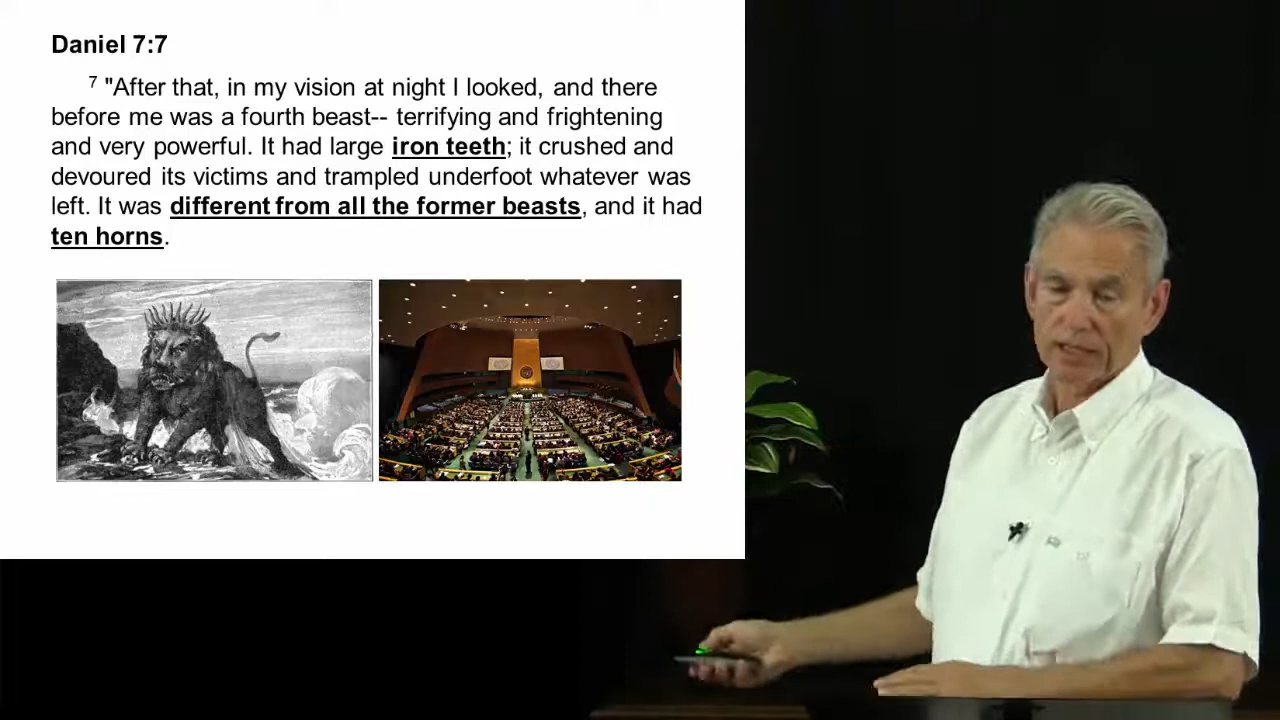 Daniel 7:7
7 "After that, in my vision at night I looked, and there
before me was a fourth beast-- terrifying and frightening
and very powerful. It had large iron teeth; it crushed and
devoured its victims and trampled underfoot whatever was
left. It was different from all the former beasts, and it had
ten horns.